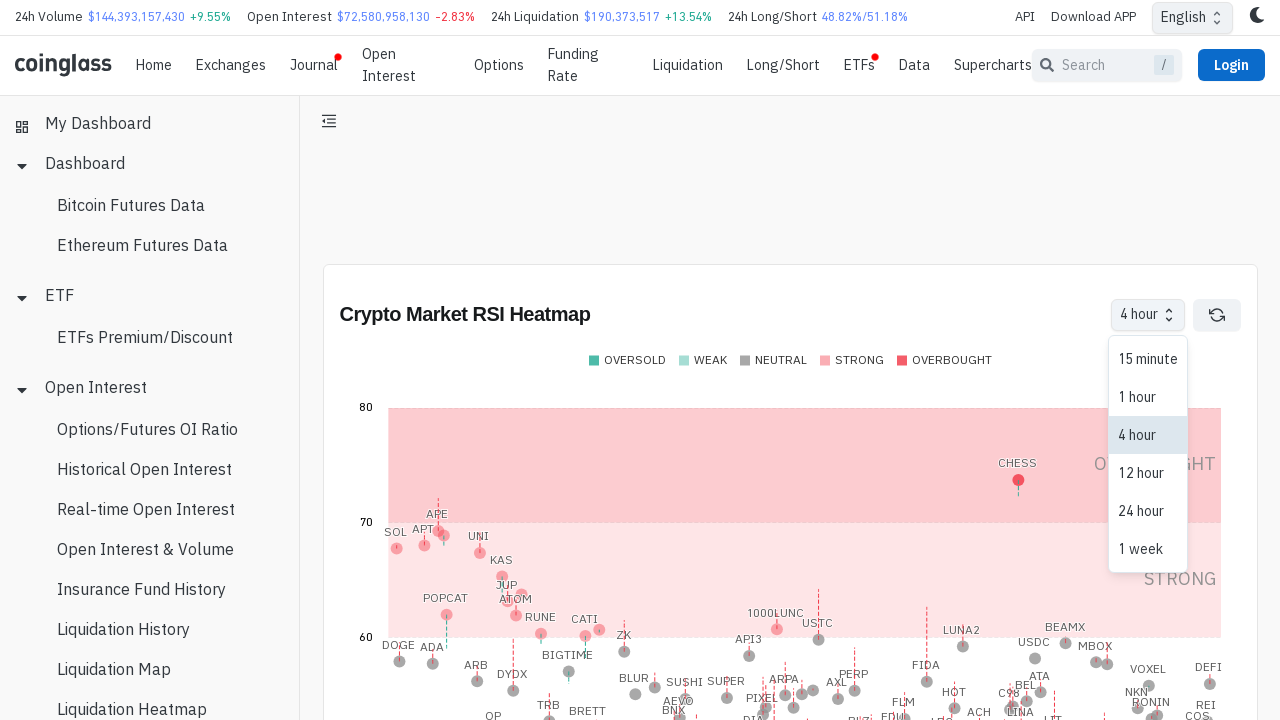 24h Volume $144,393,157,430 +9.55% Open Interest $72,580,958,130 -2.83% 24h Liquidation $190,373,517 +13.54% 24h Long/Short 48.82%/51.18% API Download APP English
coinglass Home Exchanges Journal Open Interest Options Funding Rate Liquidation Long/Short ETFs Data Supercharts Search / Login
My Dashboard
Dashboard
Bitcoin Futures Data
Ethereum Futures Data
ETF
ETFs Premium/Discount
Open Interest
Options/Futures OI Ratio
Historical Open Interest
Real-time Open Interest
Open Interest & Volume
Insurance Fund History
Liquidation History
Liquidation Map
Liquidation Heatmap
Crypto Market RSI Heatmap
4 hour
15 minute
1 hour
4 hour
12 hour
24 hour
1 week
OVERSOLD WEAK NEUTRAL STRONG OVERBOUGHT
80
CHESS
70
APE
SOL APT
UNI
KAS
STRONG
JUP
POPCAT ATOM
RUNE CATI
1000LUNC
USTC
60
ZK
LUNA2 BEAMX
DOGE ADA
API3
USDC MBOX
BIGTIME
ARB
FIDA
VOXEL DEFI
DYDX
BLUR SUSHI SUPER ARPA AXL PERP
ATA
BEL
TRB
AEVO PIXEL
FLM HOT C98 NKN RONIN REI
OP BRETT BNX
ACH LINA
COS